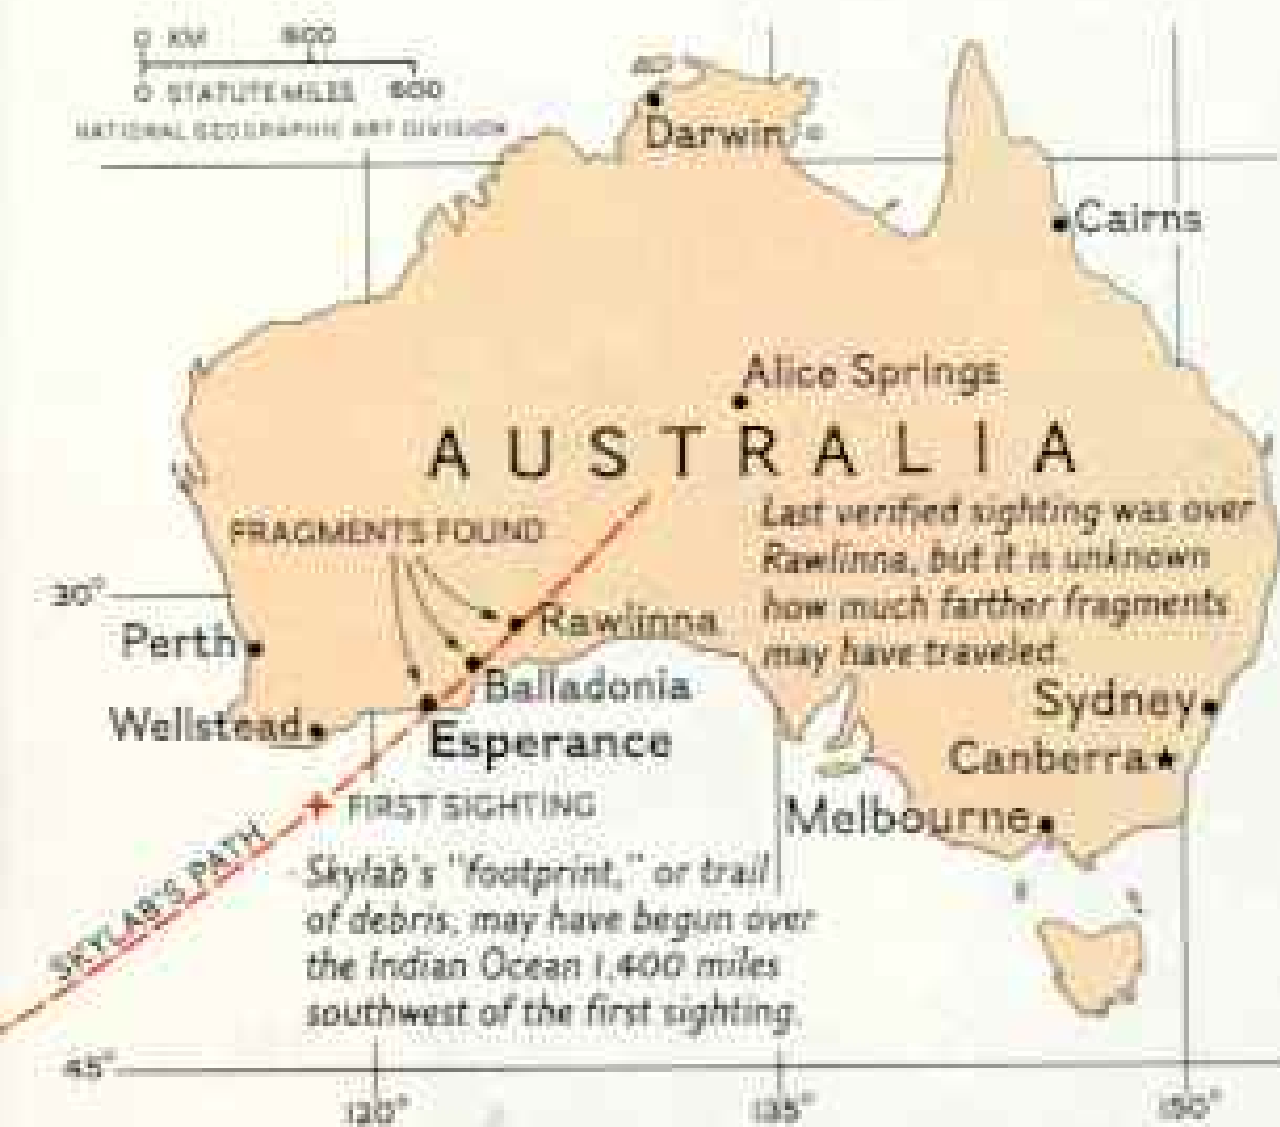 0 KM 600
0 STATUTE MILES 600
NATIONAL GEOGRAPHIC ART DIVISION
Darwin
Cairns
Alice Springs
AUSTRALIA
Last verified sighting was over
Rawlinna, but it is unknown
how much farther fragments
may have traveled.
FRAGMENTS FOUND
30°
Rawlinna
Perth
Balladonia
Wellstead
Esperance
Sydney
Canberra
Melbourne
FIRST SIGHTING
SKYLAB'S PATH
Skylab's "footprint," or trail
of debris, may have begun over
the Indian Ocean 1,400 miles
southwest of the first sighting.
45°
120° 135° 150°